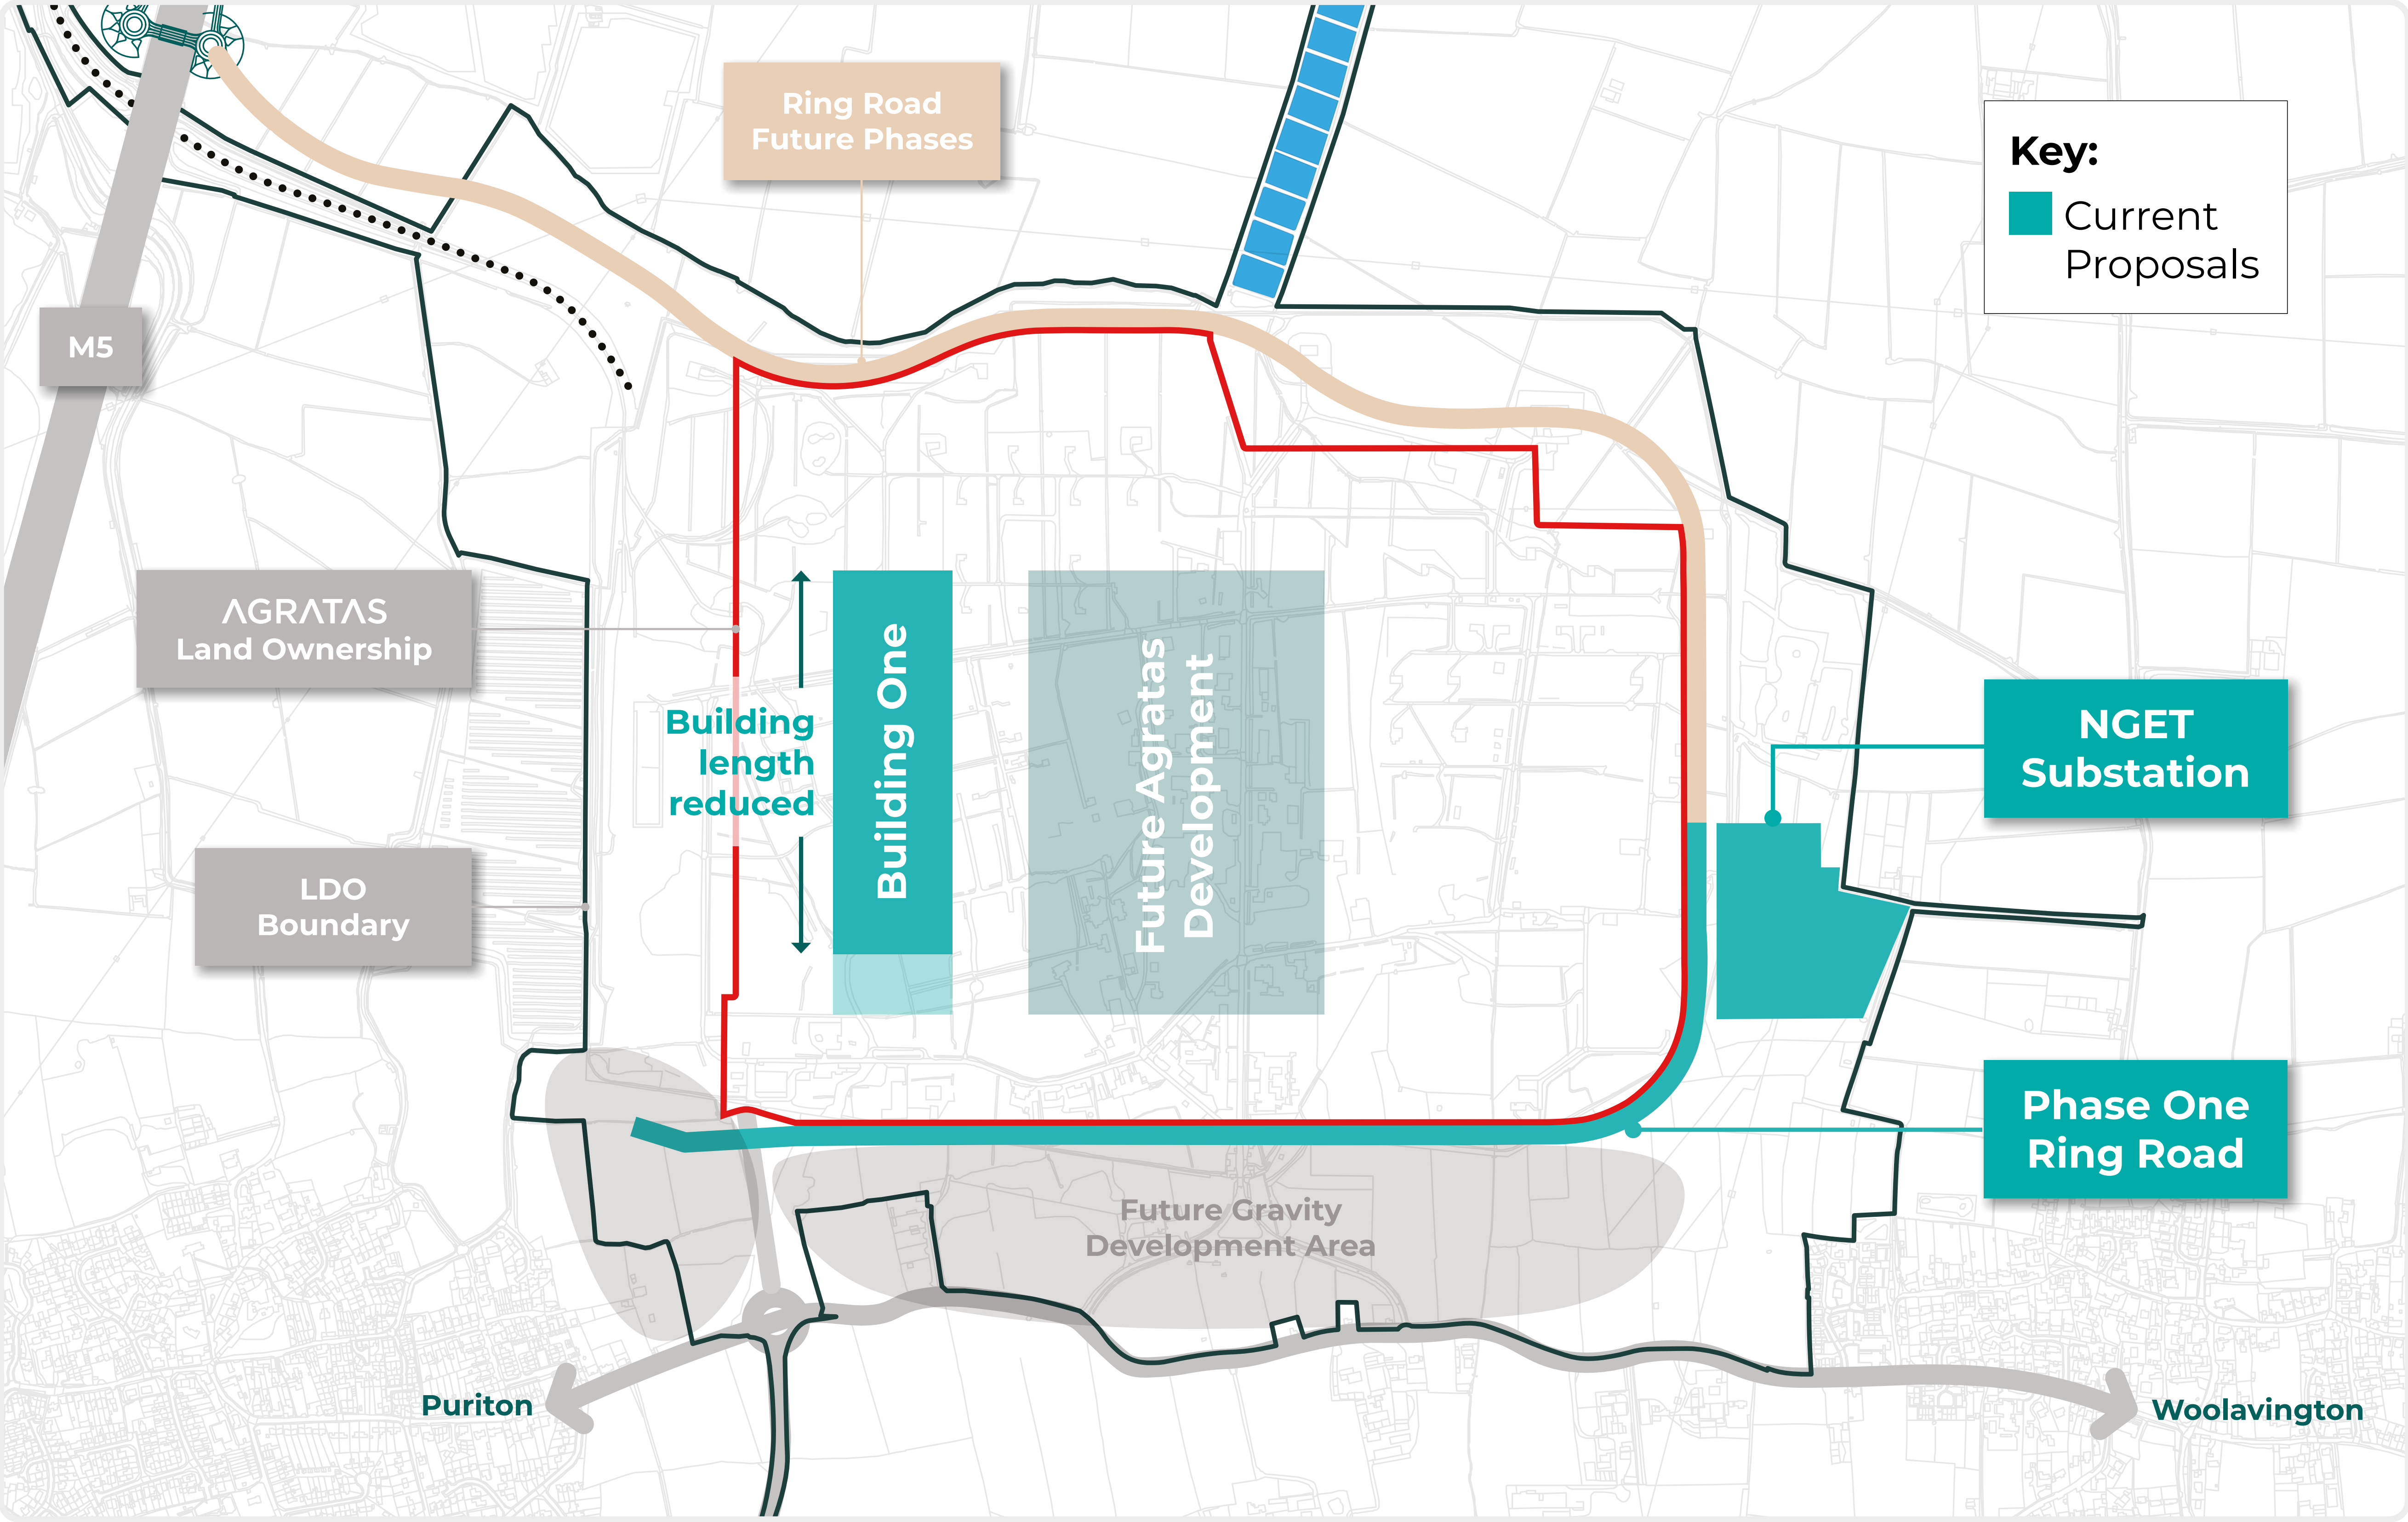 Ring Road
Future Phases
Key:
Current
Proposals
M5
AGRATAS
Land Ownership
Building One
Future Agratas
Development
Building
length
reduced
NGET
Substation
LDO
Boundary
Phase One
Ring Road
Future Gravity
Development Area
Puriton
Woolavington